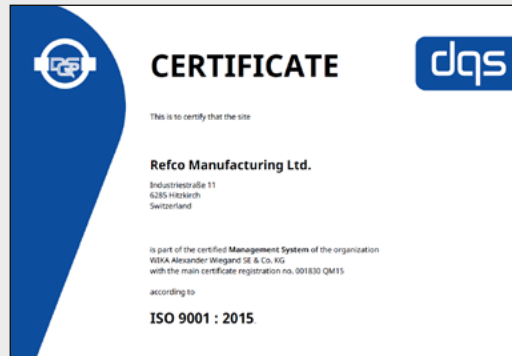 DQS
CERTIFICATE
dqs
This is to certify that the site
Refco Manufacturing Ltd.
Industriestraße 11
6285 Hitzkirch
Switzerland
is part of the certified Management System of the organization
WIKA Alexander Wiegand SE & Co. KG
with the main certificate registration no. 001830 QM15
according to
ISO 9001 : 2015